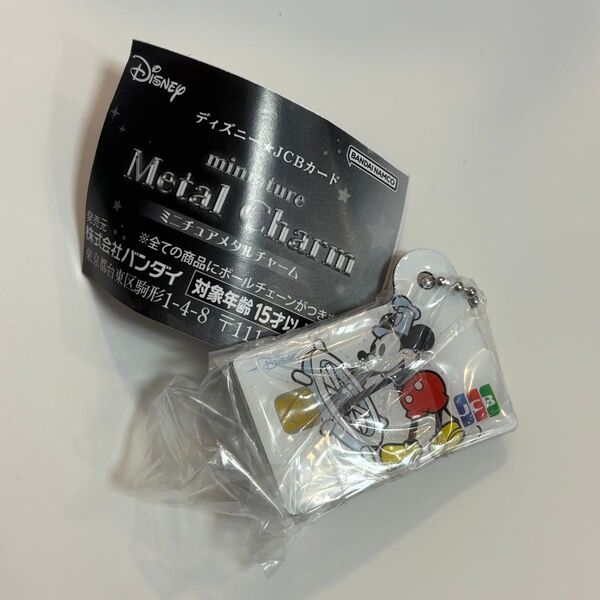 Disney
BANDAI NAMCO
ディズニー★JCBカード
miniature
Metal Charm
ミニチュアメタルチャーム
※全ての商品にボールチェーンがつきま
発売元
株式会社バンダイ 対象年齢15才以
東京都台東区駒形1-4-8 〒111
Disney
JCB